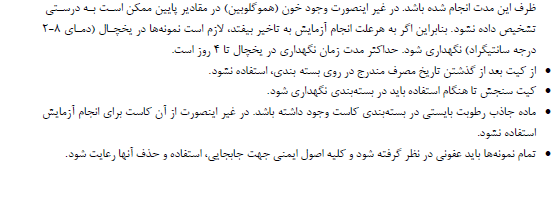 ظرف این مدت انجام شده باشد. در غیر اینصورت وجود خون (هموگلوبین) در مقادیر پایین ممکن است به درستی
تشخیص داده نشود. بنابراین اگر به هرعلت انجام آزمایش به تاخیر بیفتد، لازم است نمونه‌ها در یخچال (دمای ۸-۲
درجه سانتیگراد) نگهداری شود. حداکثر مدت زمان نگهداری در یخچال تا ۴ روز است.
• از کیت بعد از گذشتن تاریخ مصرف مندرج در روی بسته بندی، استفاده نشود.
• کیت سنجش تا هنگام استفاده باید در بسته‌بندی نگهداری شود.
• ماده جاذب رطوبت بایستی در بسته‌بندی کاست وجود داشته باشد. در غیر اینصورت از آن کاست برای انجام آزمایش
استفاده نشود.
• تمام نمونه‌ها باید عفونی در نظر گرفته شود و کلیه اصول ایمنی جهت جابجایی، استفاده و حذف آنها رعایت شود.